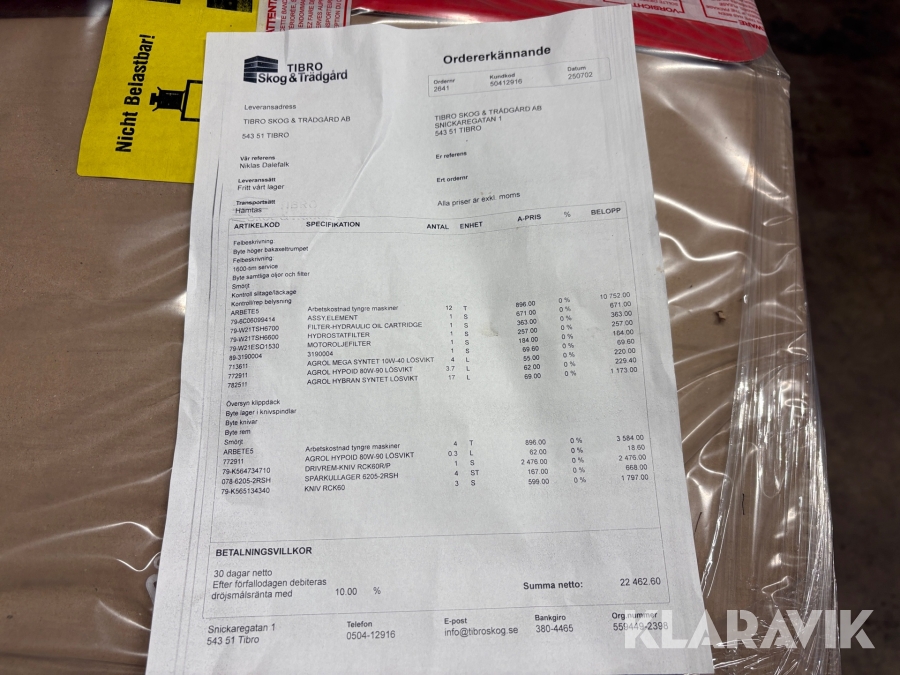 Nicht Belastbar!
ATTENTION
VORSICHT
TIBRO
Skog & Trädgård
Ordererkännande
Ordernr Kundkod Datum
2641 50412916 250702
Leveransadress
TIBRO SKOG & TRÄDGÅRD AB
543 51 TIBRO
TIBRO SKOG & TRÄDGÅRD AB
SNICKAREGATAN 1
543 51 TIBRO
Vår referens
Niklas Dalefalk
Er referens
Leveranssätt
Fritt vårt lager
Ert ordernr
Transportsätt
Hämtas
Alla priser är exkl. moms
ARTIKELKOD SPECIFIKATION ANTAL ENHET A-PRIS % BELOPP
Felbeskrivning:
Byte höger bakaxeltrumpet
Felbeskrivning
1600-tim service
Byte samtliga oljor och filter
Smörjt
Kontroll slitage/läckage
Kontroll/rep belysning
ARBETE5 Arbetskostnad tyngre maskiner 12 T 896.00 0 % 10 752.00
79-6C06099414 ASSY.ELEMENT 1 S 671.00 0 % 671.00
79-W21TSH6700 FILTER-HYDRAULIC OIL CARTRIDGE 1 S 363.00 0 % 363.00
79-W21TSH6600 HYDROSTATFILTER 1 S 257.00 0 % 257.00
79-W21ESO1530 MOTOROLJEFILTER 1 S 184.00 0 % 184.00
89-3190004 3190004 1 S 69.60 0 % 69.60
713611 AGROL MEGA SYNTET 10W-40 LÖSVIKT 4 L 55.00 0 % 220.00
772911 AGROL HYPOID 80W-90 LÖSVIKT 3.7 L 62.00 0 % 229.40
782511 AGROL HYBRAN SYNTET LÖSVIKT 17 L 69.00 0 % 1 173.00
Översyn klippdäck
Byte lager i knivspindlar
Byte knivar
Byte rem
Smörjt
ARBETE5 Arbetskostnad tyngre maskiner 4 T 896.00 0 % 3 584.00
772911 AGROL HYPOID 80W-90 LÖSVIKT 0.3 L 62.00 0 % 18.60
79-K564734710 DRIVREM-KNIV RCK60R/P 1 S 2 476.00 0 % 2 476.00
078-6205-2RSH SPÅRKULLAGER 6205-2RSH 4 ST 167.00 0 % 668.00
79-K565134340 KNIV RCK60 3 S 599.00 0 % 1 797.00
BETALNINGSVILLKOR
30 dagar netto
Efter förfallodagen debiteras
dröjsmålsränta med 10.00 %
Summa netto: 22 462.60
Snickaregatan 1 Telefon E-post Bankgiro Org.nummer
543 51 Tibro 0504-12916 info@tibroskog.se 380-4465 559449-2398
KLARAVIK